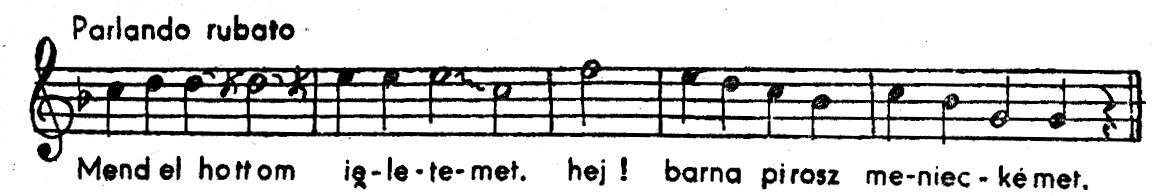 Parlando rubato
Mend el hottom ię-le-te-met. hej! barna pirosz me-niec-kémet.